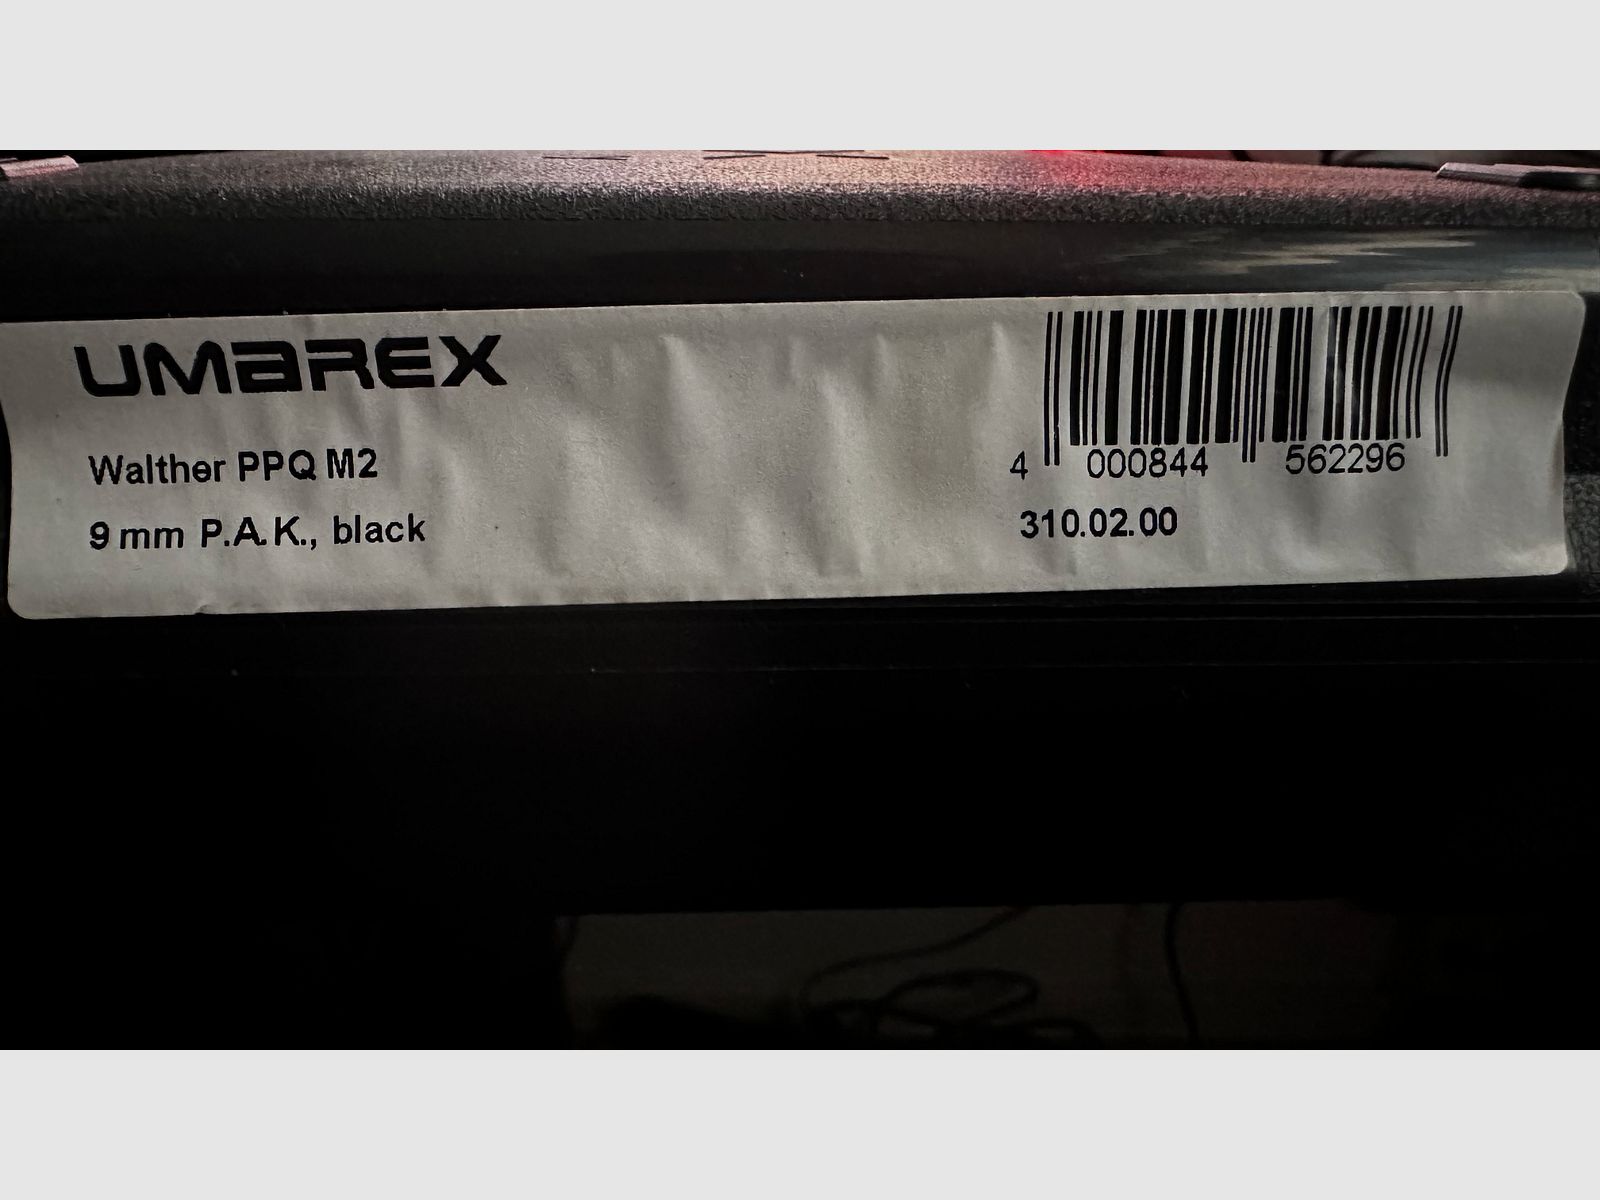 UMAREX
Walther PPQ M2
9 mm P.A.K., black
4 000844 562296
310.02.00